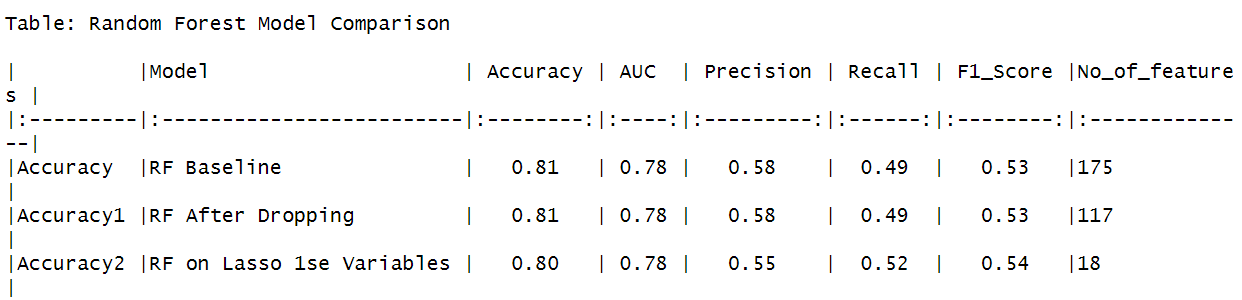 Table: Random Forest Model Comparison
|         |Model                     | Accuracy | AUC  | Precision | Recall | F1_Score |No_of_feature
s |
|:--------|:-------------------------|:--------:|:----:|:---------:|:------:|:--------:|:------------
--|
|Accuracy  |RF Baseline               |   0.81   | 0.78 |   0.58    |  0.49  |   0.53   |175
|
|Accuracy1 |RF After Dropping         |   0.81   | 0.78 |   0.58    |  0.49  |   0.53   |117
|
|Accuracy2 |RF on Lasso 1se Variables |   0.80   | 0.78 |   0.55    |  0.52  |   0.54   |18
|